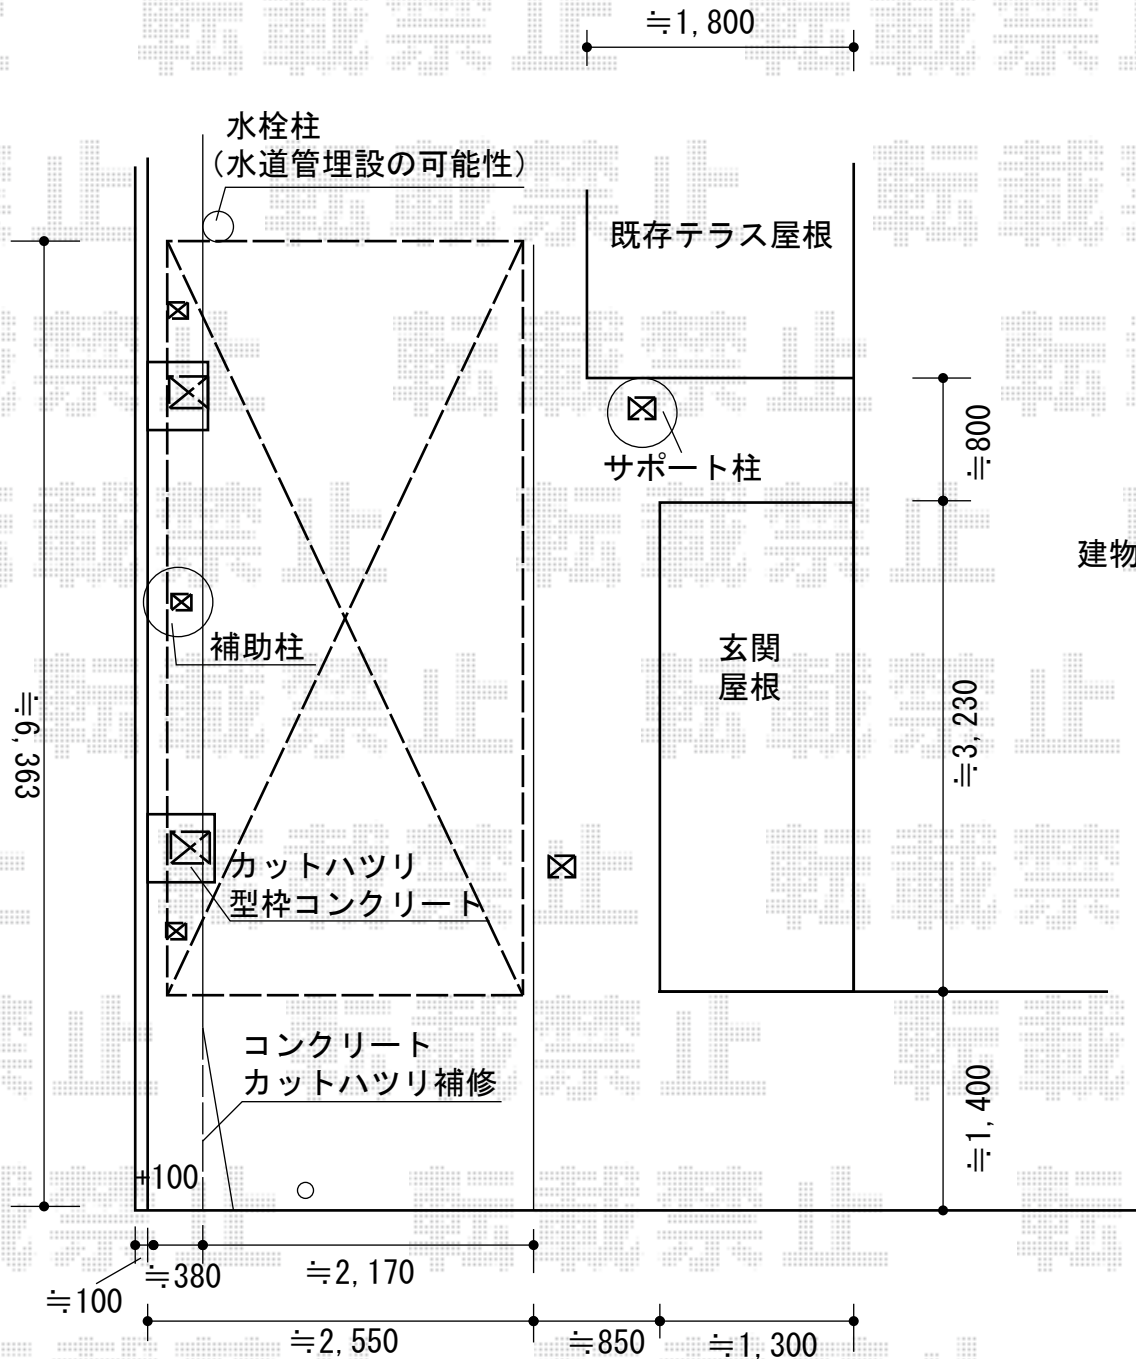 ≒1,800
水栓柱
(水道管埋設の可能性)
既存テラス屋根
サポート柱
≒800
建物
補助柱
玄関
屋根
≒6,363
≒3,230
カットハツリ
型枠コンクリート
コンクリート
カットハツリ補修
≒1,400
+100
≒380
≒2,170
≒100
≒2,550
≒850
≒1,300
転載禁止